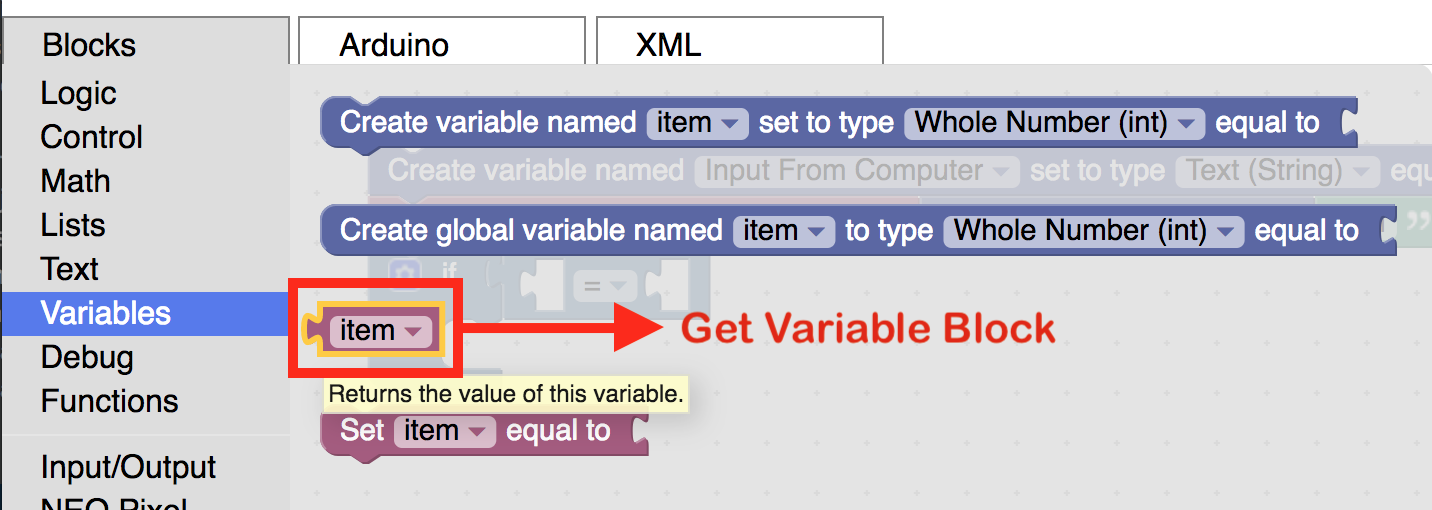 Blocks Arduino XML
Logic
Control
Math
Lists
Text
Variables
Debug
Functions
Input/Output
NEO Pixel
Create variable named item set to type Whole Number (int) equal to
Create variable named Input From Computer set to type Text (String) equ
Create global variable named item to type Whole Number (int) equal to
”
if =
item Get Variable Block
Returns the value of this variable.
Set item equal to